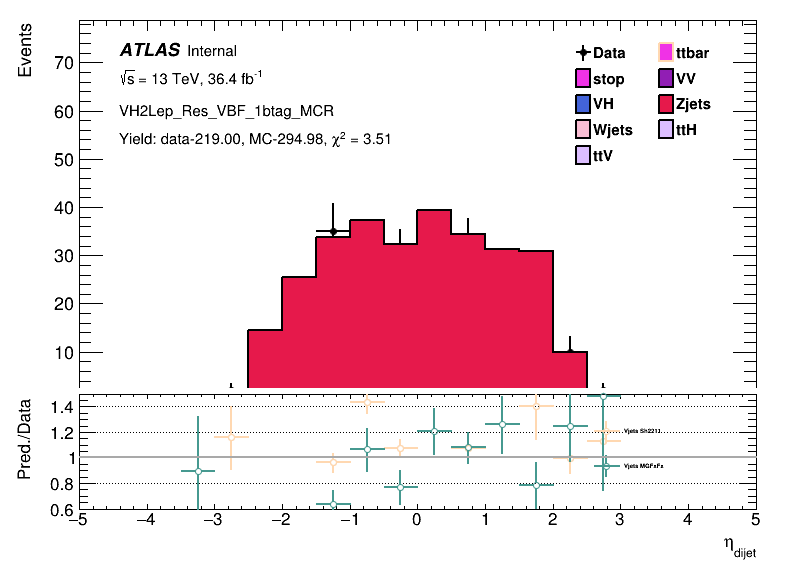 Events
ATLAS Internal
√s = 13 TeV, 36.4 fb⁻¹
VH2Lep_Res_VBF_1btag_MCR
Yield: data-219.00, MC-294.98, χ² = 3.51
Data
ttbar
stop
VV
VH
Zjets
Wjets
ttH
ttV
70
60
50
40
30
20
10
Pred./Data
1.4
1.2
1
0.8
0.6
Vjets Sh2211
Vjets MGFxFx
−5 −4 −3 −2 −1 0 1 2 3 4 5
η_dijet